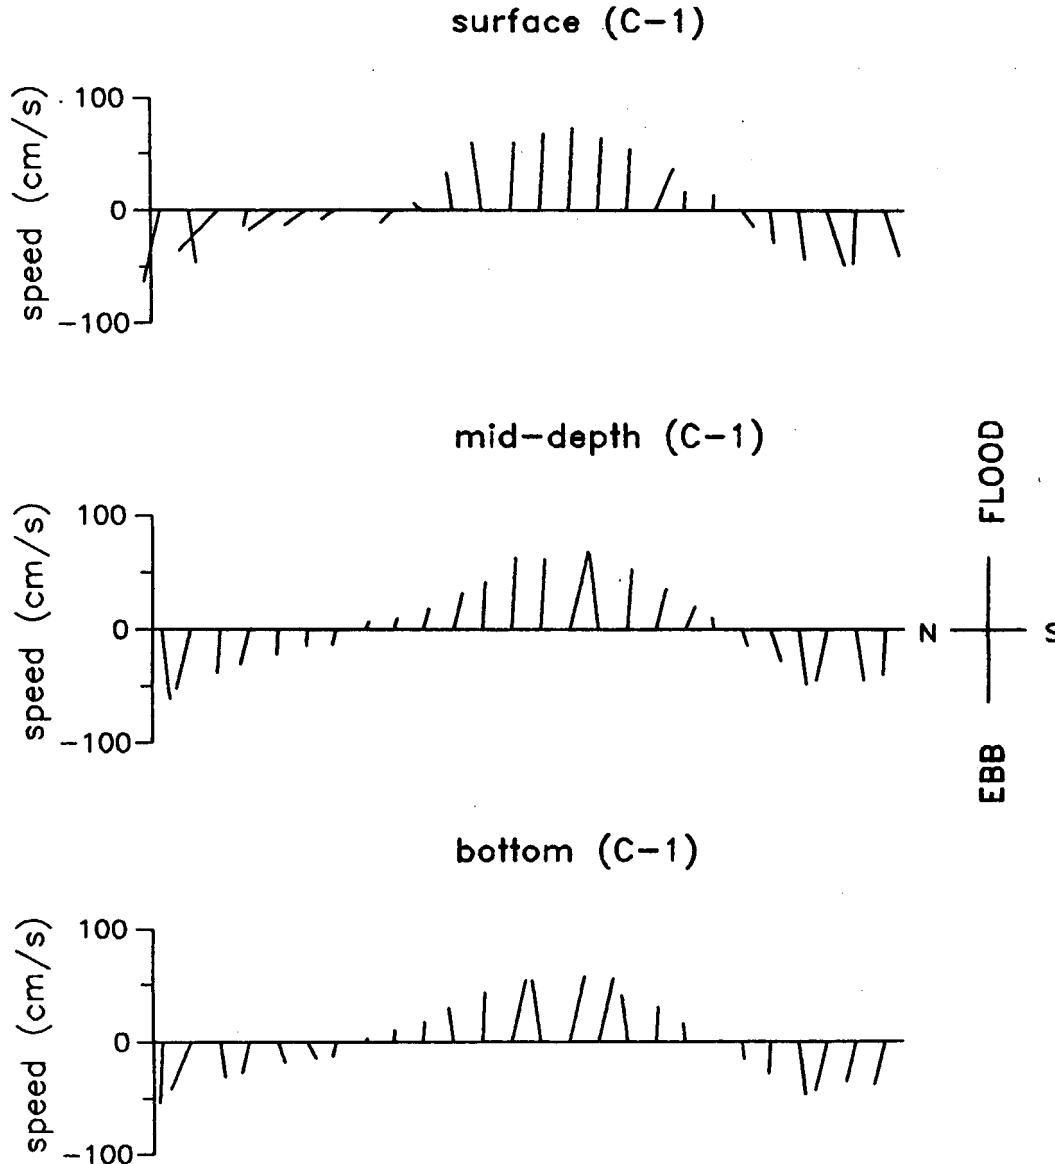 surface (C-1)
speed (cm/s)
100
0
-100
mid-depth (C-1)
speed (cm/s)
100
0
-100
FLOOD
N
S
EBB
bottom (C-1)
speed (cm/s)
100
0
-100